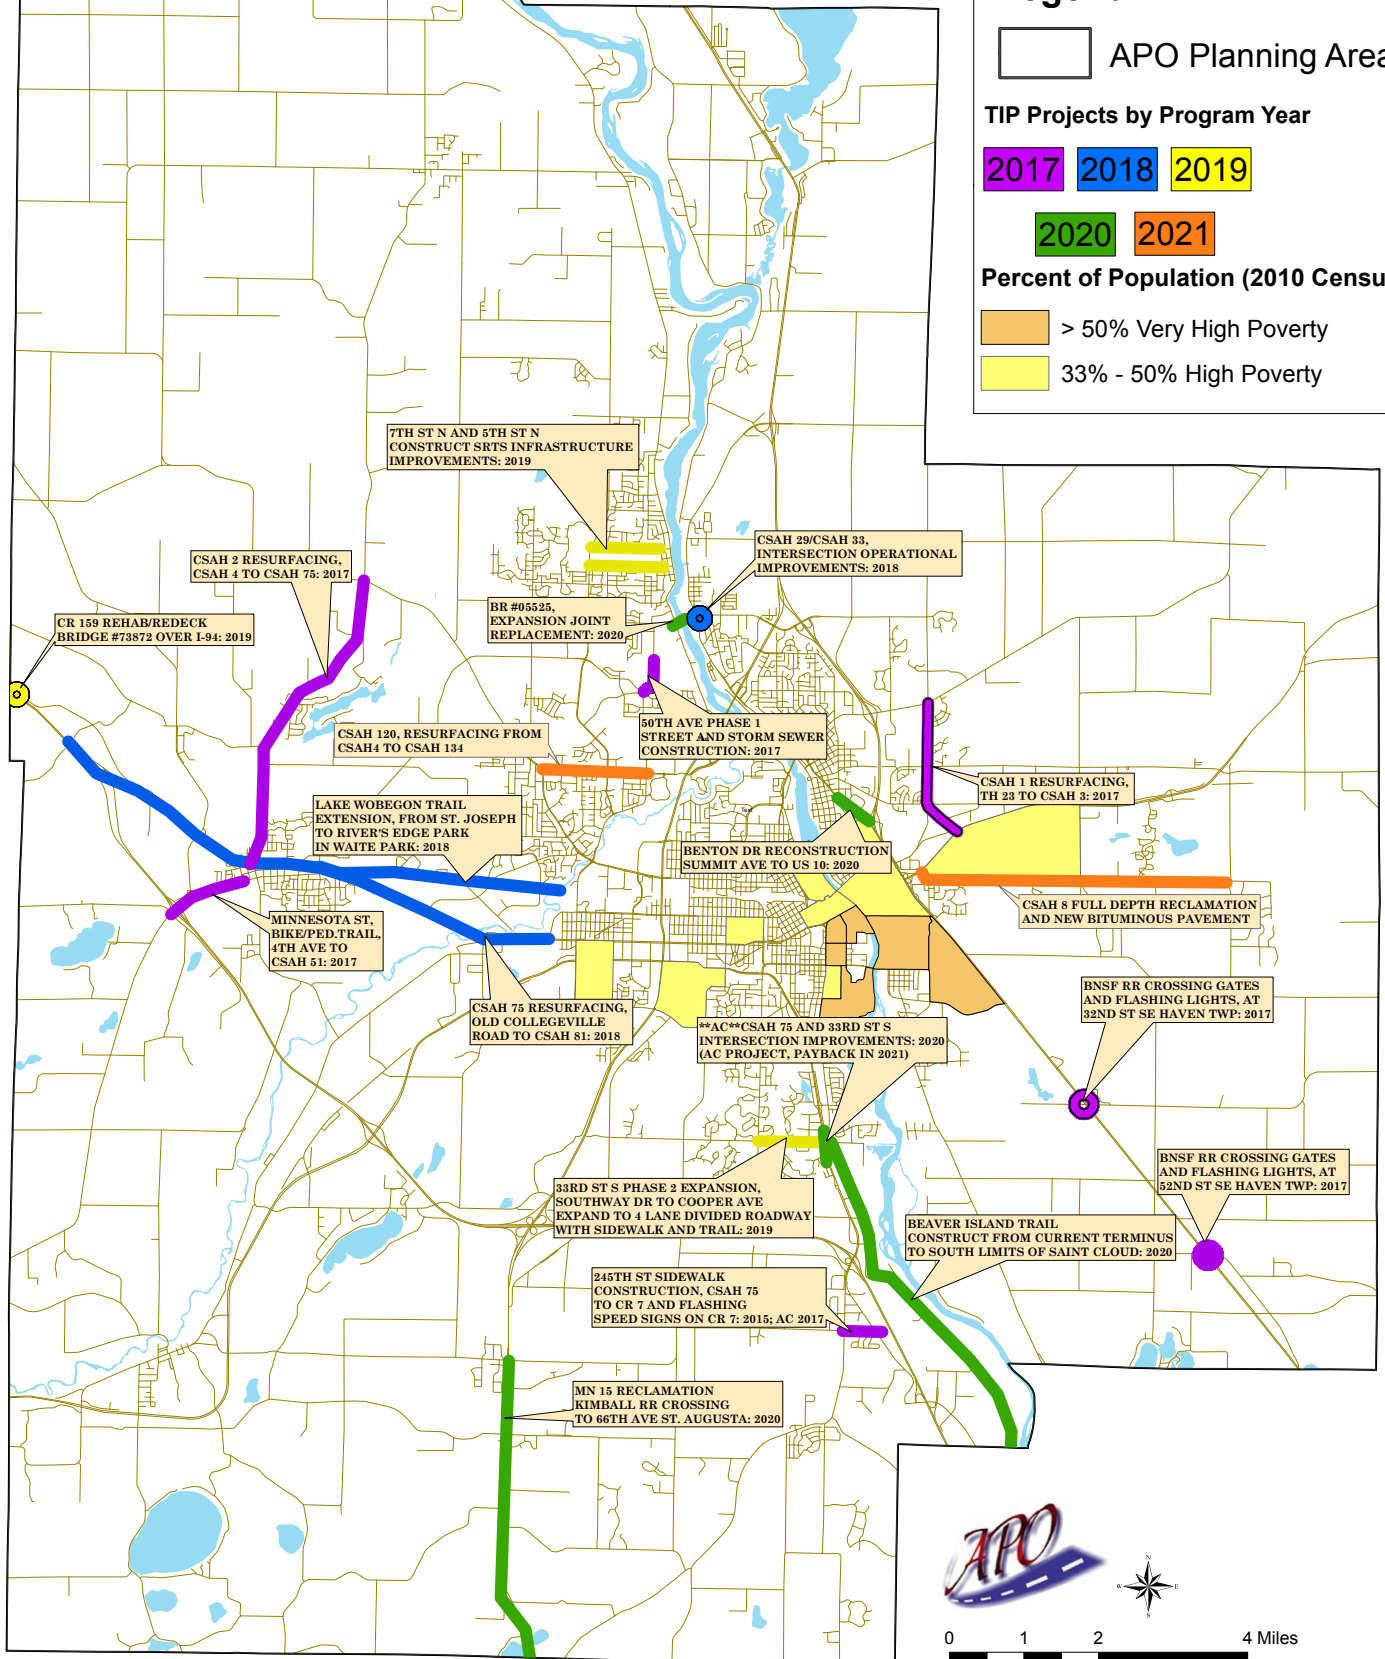 APO Planning Area
TIP Projects by Program Year
2017 2018 2019
2020 2021
Percent of Population (2010 Censu
> 50% Very High Poverty
33% - 50% High Poverty
7TH ST N AND 5TH ST N
CONSTRUCT SRTS INFRASTRUCTURE
IMPROVEMENTS: 2019
CSAH 29/CSAH 33,
INTERSECTION OPERATIONAL
IMPROVEMENTS: 2018
CSAH 2 RESURFACING,
CSAH 4 TO CSAH 75: 2017
BR #05525,
EXPANSION JOINT
REPLACEMENT: 2020
CR 159 REHAB/REDECK
BRIDGE #73872 OVER I-94: 2019
50TH AVE PHASE 1
STREET AND STORM SEWER
CONSTRUCTION: 2017
CSAH 120, RESURFACING FROM
CSAH4 TO CSAH 134
CSAH 1 RESURFACING,
TH 23 TO CSAH 3: 2017
LAKE WOBEGON TRAIL
EXTENSION, FROM ST. JOSEPH
TO RIVER'S EDGE PARK
IN WAITE PARK: 2018
Text
BENTON DR RECONSTRUCTION
SUMMIT AVE TO US 10: 2020
CSAH 8 FULL DEPTH RECLAMATION
AND NEW BITUMINOUS PAVEMENT
MINNESOTA ST,
BIKE/PED.TRAIL,
4TH AVE TO
CSAH 51: 2017
BNSF RR CROSSING GATES
AND FLASHING LIGHTS, AT
32ND ST SE HAVEN TWP: 2017
CSAH 75 RESURFACING,
OLD COLLEGEVILLE
ROAD TO CSAH 81: 2018
**AC**CSAH 75 AND 33RD ST S
INTERSECTION IMPROVEMENTS: 2020
(AC PROJECT, PAYBACK IN 2021)
BNSF RR CROSSING GATES
AND FLASHING LIGHTS, AT
52ND ST SE HAVEN TWP: 2017
33RD ST S PHASE 2 EXPANSION,
SOUTHWAY DR TO COOPER AVE
EXPAND TO 4 LANE DIVIDED ROADWAY
WITH SIDEWALK AND TRAIL: 2019
BEAVER ISLAND TRAIL
CONSTRUCT FROM CURRENT TERMINUS
TO SOUTH LIMITS OF SAINT CLOUD: 2020
245TH ST SIDEWALK
CONSTRUCTION, CSAH 75
TO CR 7 AND FLASHING
SPEED SIGNS ON CR 7: 2015; AC 2017
MN 15 RECLAMATION
KIMBALL RR CROSSING
TO 66TH AVE ST. AUGUSTA: 2020
APO
N
W E
S
0 1 2 4 Miles